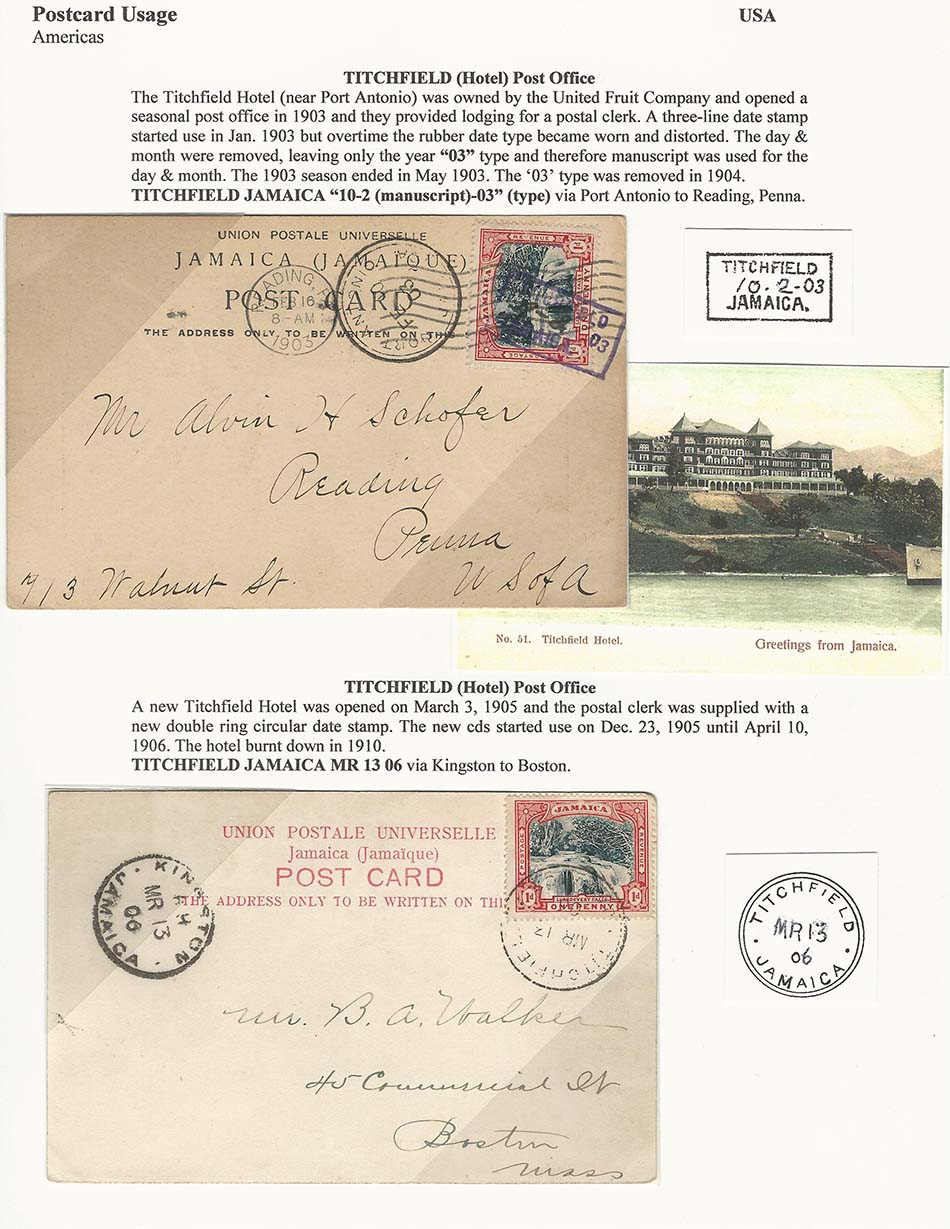 Postcard Usage
USA
Americas
TITCHFIELD (Hotel) Post Office
The Titchfield Hotel (near Port Antonio) was owned by the United Fruit Company and opened a
seasonal post office in 1903 and they provided lodging for a postal clerk. A three-line date stamp
started use in Jan. 1903 but overtime the rubber date type became worn and distorted. The day &
month were removed, leaving only the year “03” type and therefore manuscript was used for the
day & month. The 1903 season ended in May 1903. The ‘03’ type was removed in 1904.
TITCHFIELD JAMAICA “10-2 (manuscript)-03” (type) via Port Antonio to Reading, Penna.
UNION POSTALE UNIVERSELLE
JAMAICA (JAMAÏQUE)
POST CARD
THE ADDRESS ONLY TO BE WRITTEN ON THIS
READING,
FEB 16
8-AM
1903
REVENUE
1d
JAMAICA
POSTAGE
03
TITCHFIELD
10.2-03
JAMAICA.
Mr Alvin H Schofer
Reading
Penna
713 Walnut St.
U S of A
No. 51. Titchfield Hotel.
Greetings from Jamaica.
TITCHFIELD (Hotel) Post Office
A new Titchfield Hotel was opened on March 3, 1905 and the postal clerk was supplied with a
new double ring circular date stamp. The new cds started use on Dec. 23, 1905 until April 10,
1906. The hotel burnt down in 1910.
TITCHFIELD JAMAICA MR 13 06 via Kingston to Boston.
UNION POSTALE UNIVERSELLE
Jamaica (Jamaïque)
POST CARD
THE ADDRESS ONLY TO BE WRITTEN ON THI
JAMAICA
POSTAGE
REVENUE
1d
1d
LLANDOVERY FALLS
ONE PENNY
KINGSTON
MR 13
06
JAMAICA
TITCHFIEL
MR 13
TITCHFIELD
MR 13
06
JAMAICA
Mr. B. A. Walker
45 Commercial St
Boston
Mass